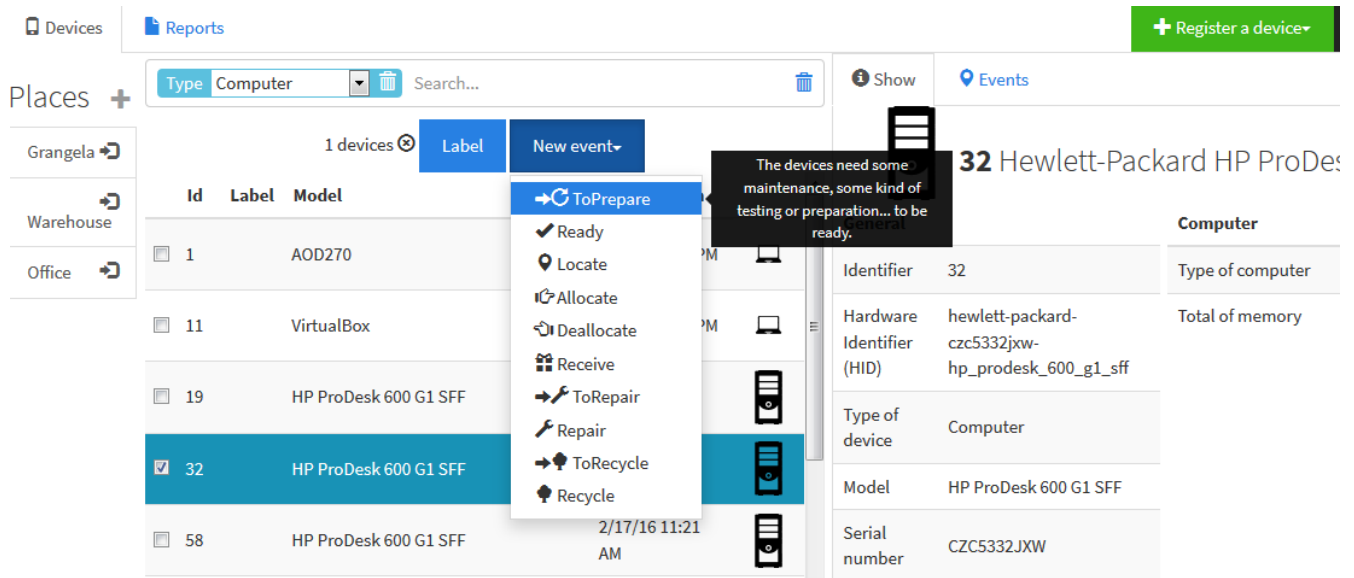 Devices
Reports
Register a device
Places
Grangela
Warehouse
Office
Type Computer Search...
1 devices Label New event
Id Label Model
1 AOD270 PM
11 VirtualBox PM
19 HP ProDesk 600 G1 SFF
32 HP ProDesk 600 G1 SFF
58 HP ProDesk 600 G1 SFF 2/17/16 11:21
AM
ToPrepare
Ready
Locate
Allocate
Deallocate
Receive
ToRepair
Repair
ToRecycle
Recycle
The devices need some
maintenance, some kind of
testing or preparation... to be
ready.
Show Events
32 Hewlett-Packard HP ProDes
General
Identifier 32
Hardware
Identifier
(HID)
hewlett-packard-
czc5332jxw-
hp_prodesk_600_g1_sff
Type of
device
Computer
Model HP ProDesk 600 G1 SFF
Serial
number
CZC5332JXW
Computer
Type of computer
Total of memory